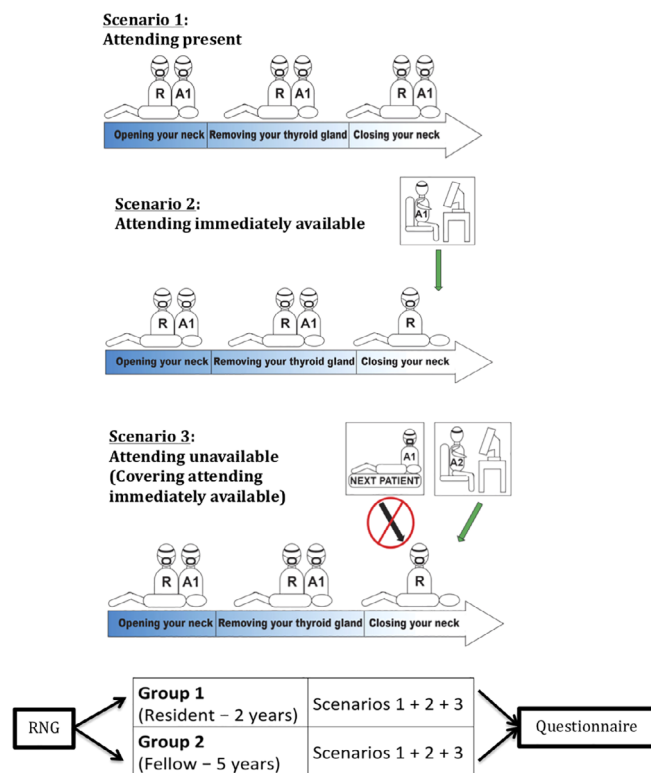 Scenario 1:
Attending present
R A1 R A1 R A1
Opening your neck Removing your thyroid gland Closing your neck
Scenario 2:
Attending immediately available
A1
R A1 R A1 R
Opening your neck Removing your thyroid gland Closing your neck
Scenario 3:
Attending unavailable
(Covering attending
immediately available)
A1
NEXT PATIENT
A2
R A1 R A1 R
Opening your neck Removing your thyroid gland Closing your neck
RNG
Group 1
(Resident – 2 years)
Scenarios 1 + 2 + 3
Group 2
(Fellow – 5 years)
Scenarios 1 + 2 + 3
Questionnaire